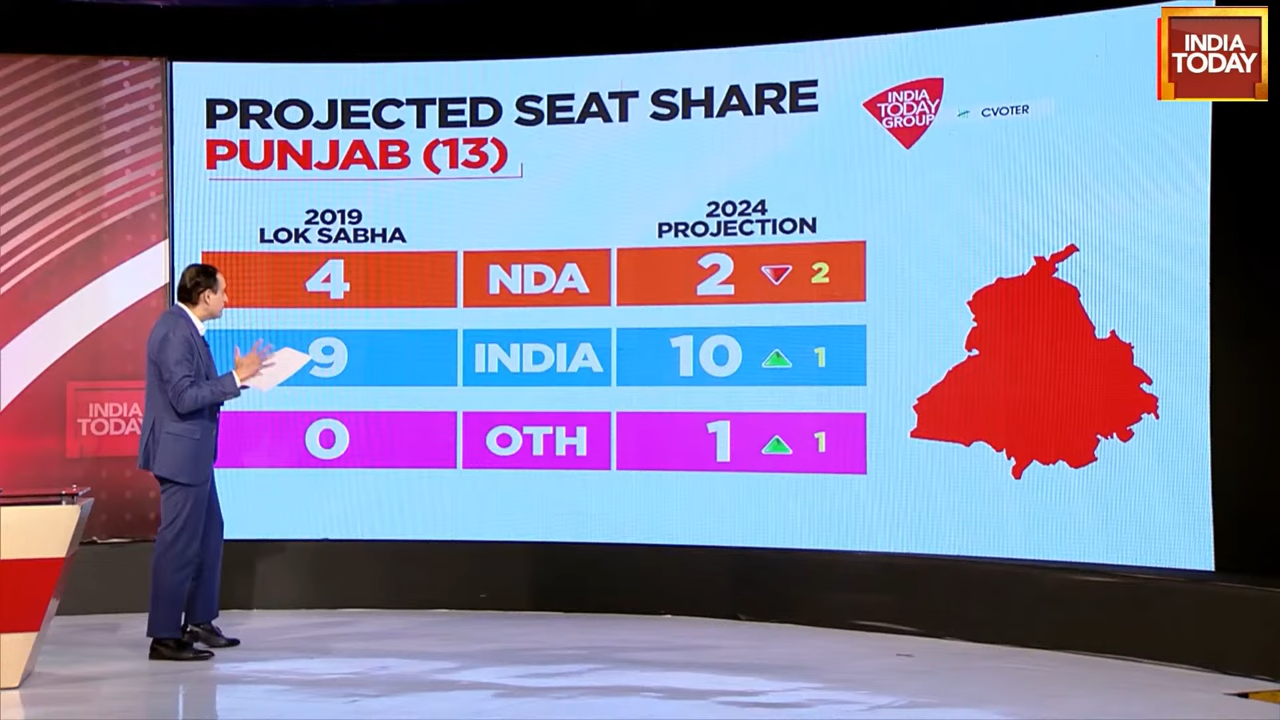 INDIA
TODAY
PROJECTED SEAT SHARE
PUNJAB (13)
INDIA
TODAY
GROUP
CVOTER
2019
LOK SABHA
2024
PROJECTION
4 NDA 2 2
9 INDIA 10 1
0 OTH 1 1
INDIA
TODAY